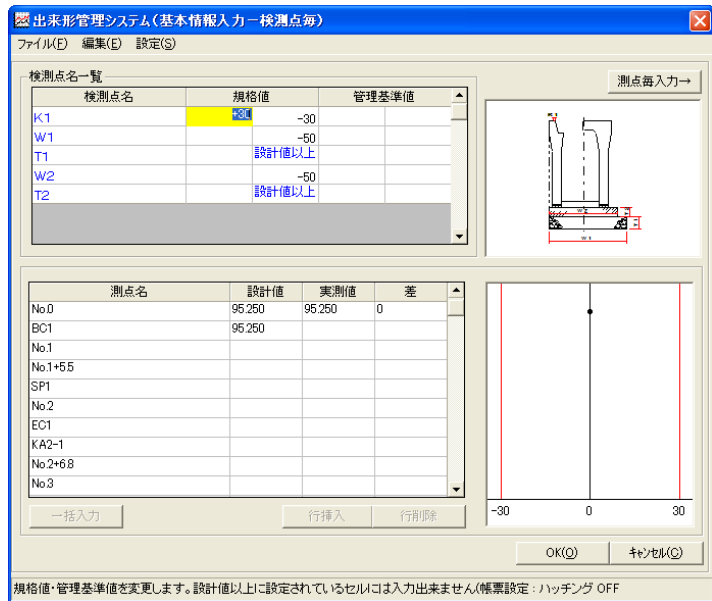 出来形管理システム(基本情報入力－検測点毎)
ファイル(F) 編集(E) 設定(S)
検測点名一覧
測点毎入力→
検測点名 規格値 管理基準値
K1 +30 -30
W1 -50
T1 設計値以上
W2 -50
T2 設計値以上
W2
W1
測点名 設計値 実測値 差
No.0 95.250 95.250 0
BC1 95.250
No.1
No.1+5.5
SP1
No.2
EC1
KA2-1
No.2+6.8
No.3
-30 0 30
一括入力 行挿入 行削除
OK(O) ｷｬﾝｾﾙ(C)
規格値・管理基準値を変更します。設計値以上に設定されているセルには入力出来ません(帳票設定：ハッチング OFF